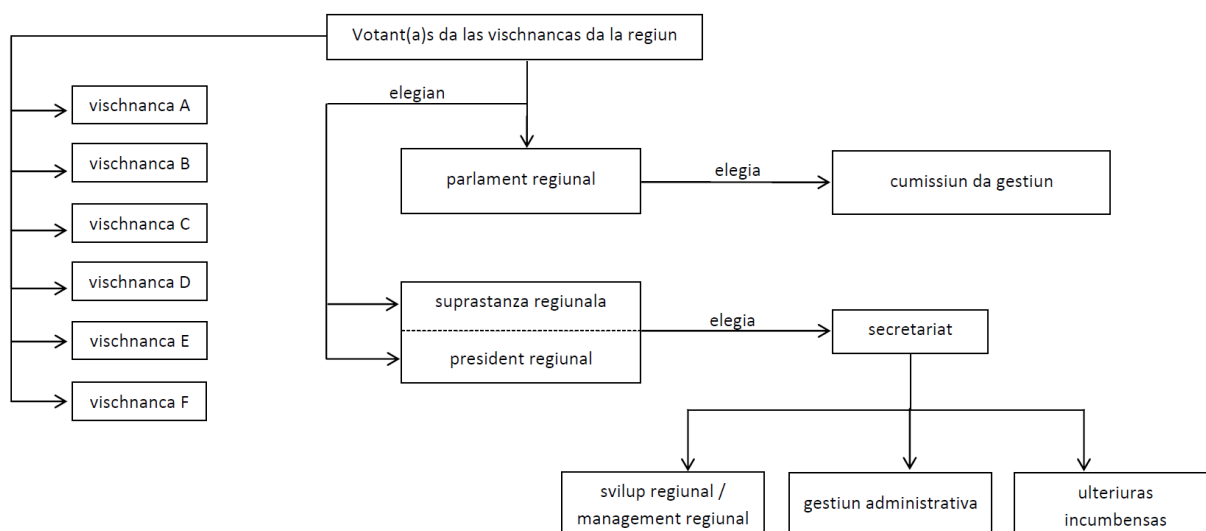 Votant(a)s da las vischnancas da la regiun
elegian
vischnanca A
vischnanca B
vischnanca C
vischnanca D
vischnanca E
vischnanca F
parlament regiunal
elegia
cumissiun da gestiun
suprastanza regiunala
president regiunal
elegia
secretariat
svilup regiunal /
management regiunal
gestiun administrativa
ulteriuras
incumbensas